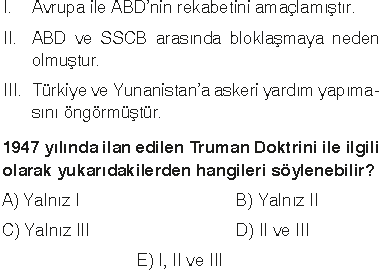 I. Avrupa ile ABD'nin rekabetini amaçlamıştır.
II. ABD ve SSCB arasında bloklaşmaya neden
olmuştur.
III. Türkiye ve Yunanistan'a askeri yardım yapıma-
sını öngörmüştür.
1947 yılında ilan edilen Truman Doktrini ile ilgili
olarak yukarıdakilerden hangileri söylenebilir?
A) Yalnız I B) Yalnız II
C) Yalnız III D) II ve III
E) I, II ve III